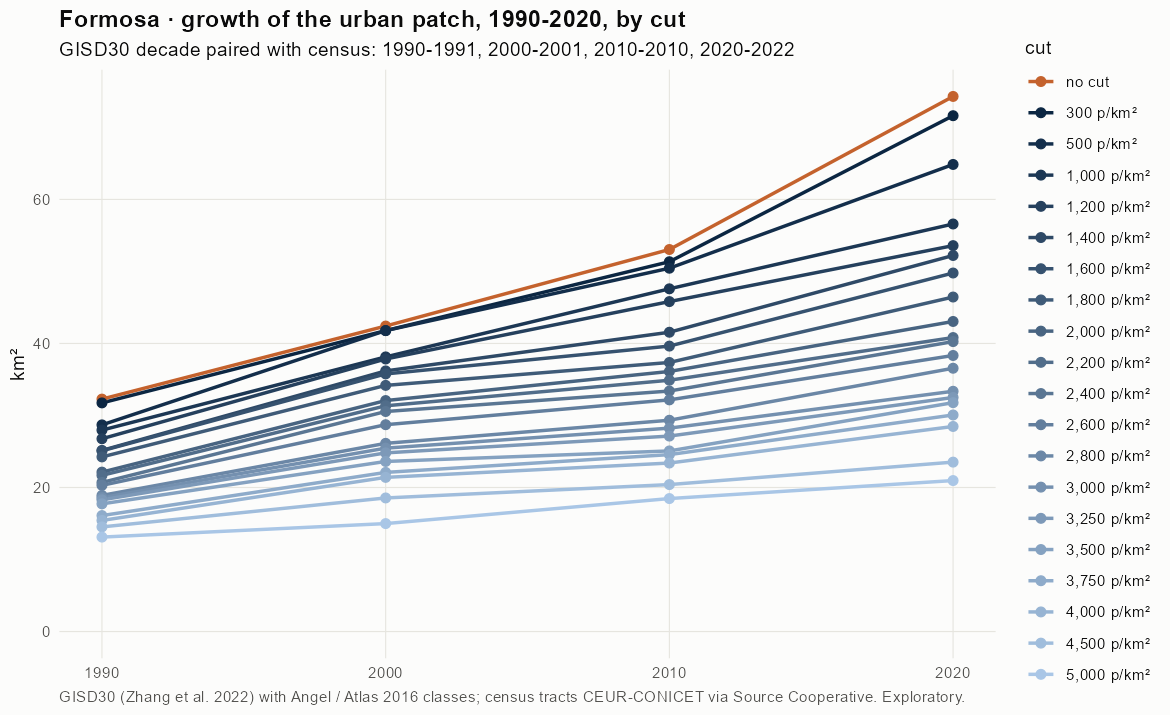 Formosa · growth of the urban patch, 1990-2020, by cut
GISD30 decade paired with census: 1990-1991, 2000-2001, 2010-2010, 2020-2022
km²
60
40
20
0
1990
2000
2010
2020
cut
no cut
300 p/km²
500 p/km²
1,000 p/km²
1,200 p/km²
1,400 p/km²
1,600 p/km²
1,800 p/km²
2,000 p/km²
2,200 p/km²
2,400 p/km²
2,600 p/km²
2,800 p/km²
3,000 p/km²
3,250 p/km²
3,500 p/km²
3,750 p/km²
4,000 p/km²
4,500 p/km²
5,000 p/km²
GISD30 (Zhang et al. 2022) with Angel / Atlas 2016 classes; census tracts CEUR-CONICET via Source Cooperative. Exploratory.